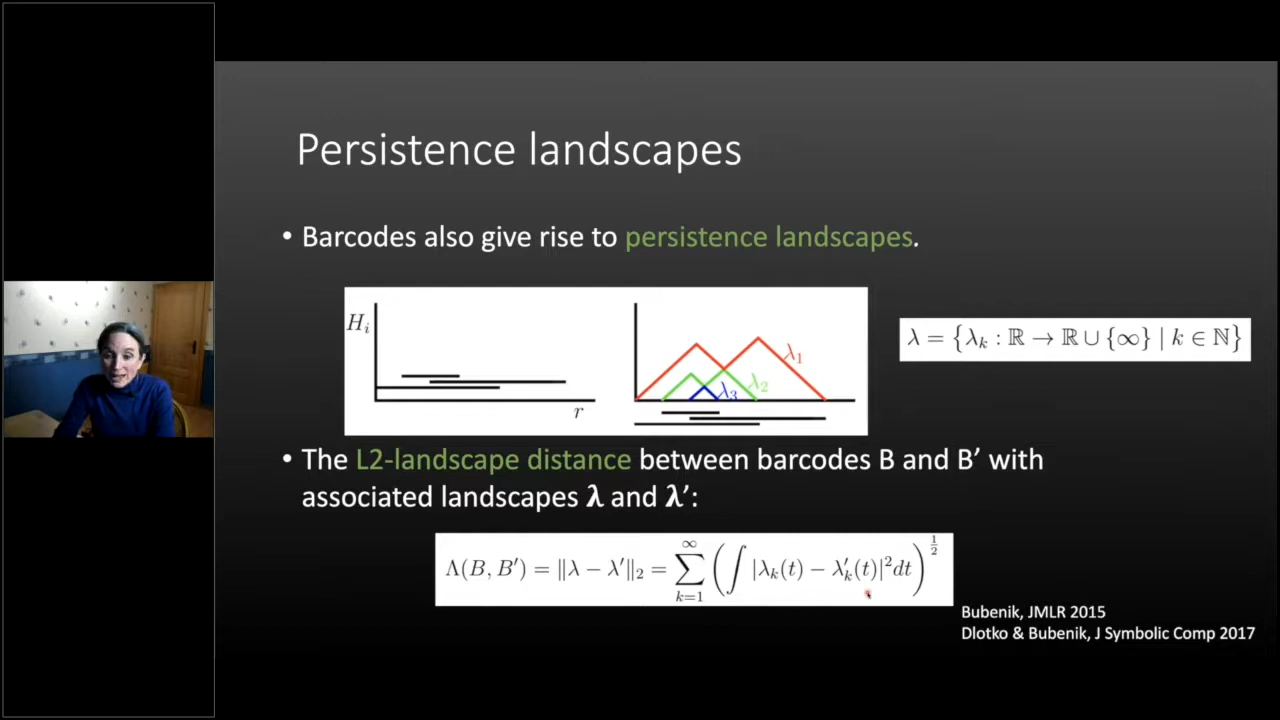 Persistence landscapes
• Barcodes also give rise to persistence landscapes.
H_i
r
λ_1
λ_2
λ_3
λ = {λ_k : ℝ → ℝ ∪ {∞} | k ∈ ℕ}
• The L2-landscape distance between barcodes B and B’ with
associated landscapes λ and λ’:
Λ(B, B′) = ‖λ − λ′‖_2 = ∑_{k=1}^{∞} (∫ |λ_k(t) − λ′_k(t)|^2 dt)^{1/2}
Bubenik, JMLR 2015
Dlotko & Bubenik, J Symbolic Comp 2017